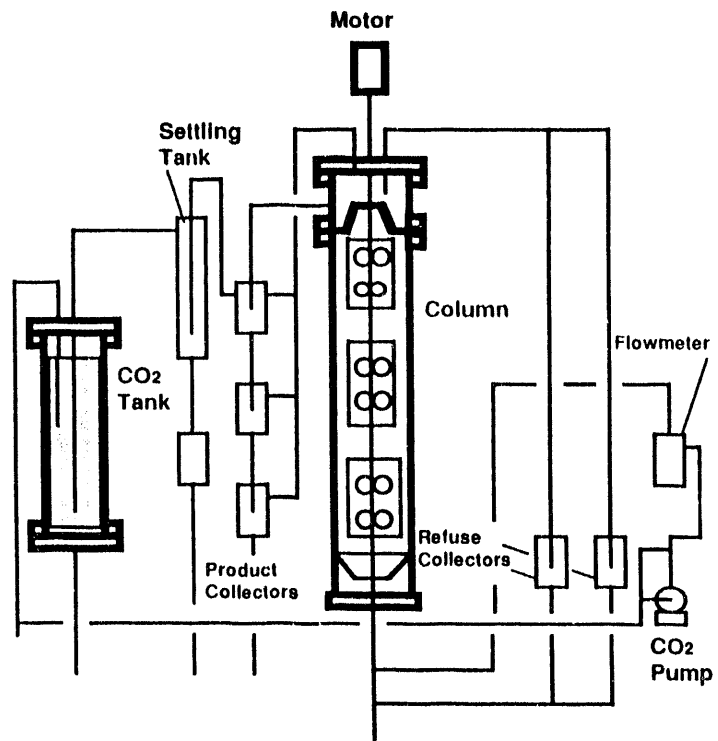 Motor
Settling
Tank
Column
Flowmeter
CO2
Tank
Refuse
Collectors
Product
Collectors
CO2
Pump